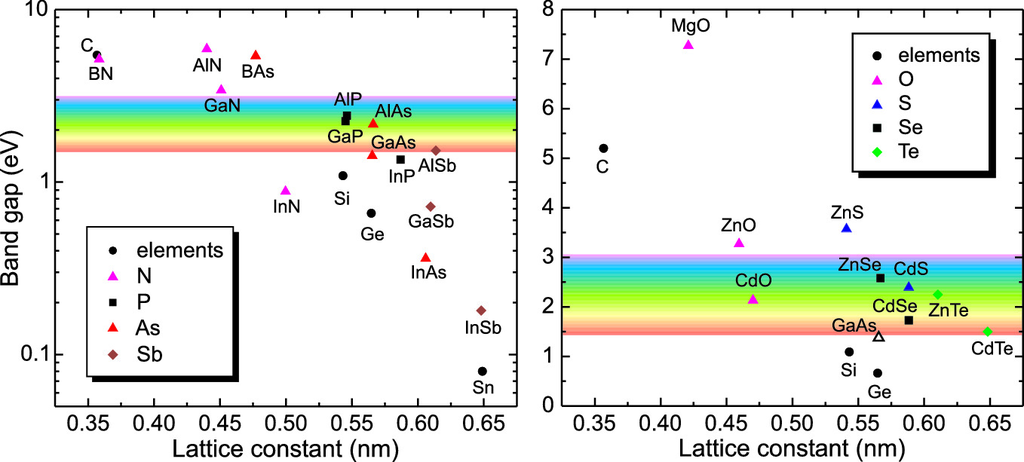 10
1
0.1
Band gap (eV)
C
BN
AlN
BAs
GaN
AlP
AlAs
GaP
GaAs
InP
AlSb
InN
Si
Ge
GaSb
InAs
InSb
Sn
elements
N
P
As
Sb
0.35 0.40 0.45 0.50 0.55 0.60 0.65
Lattice constant (nm)
8
7
6
5
4
3
2
1
0
MgO
C
ZnO
ZnS
CdO
ZnSe CdS
CdSe ZnTe
GaAs
CdTe
Si
Ge
elements
O
S
Se
Te
0.35 0.40 0.45 0.50 0.55 0.60 0.65
Lattice constant (nm)